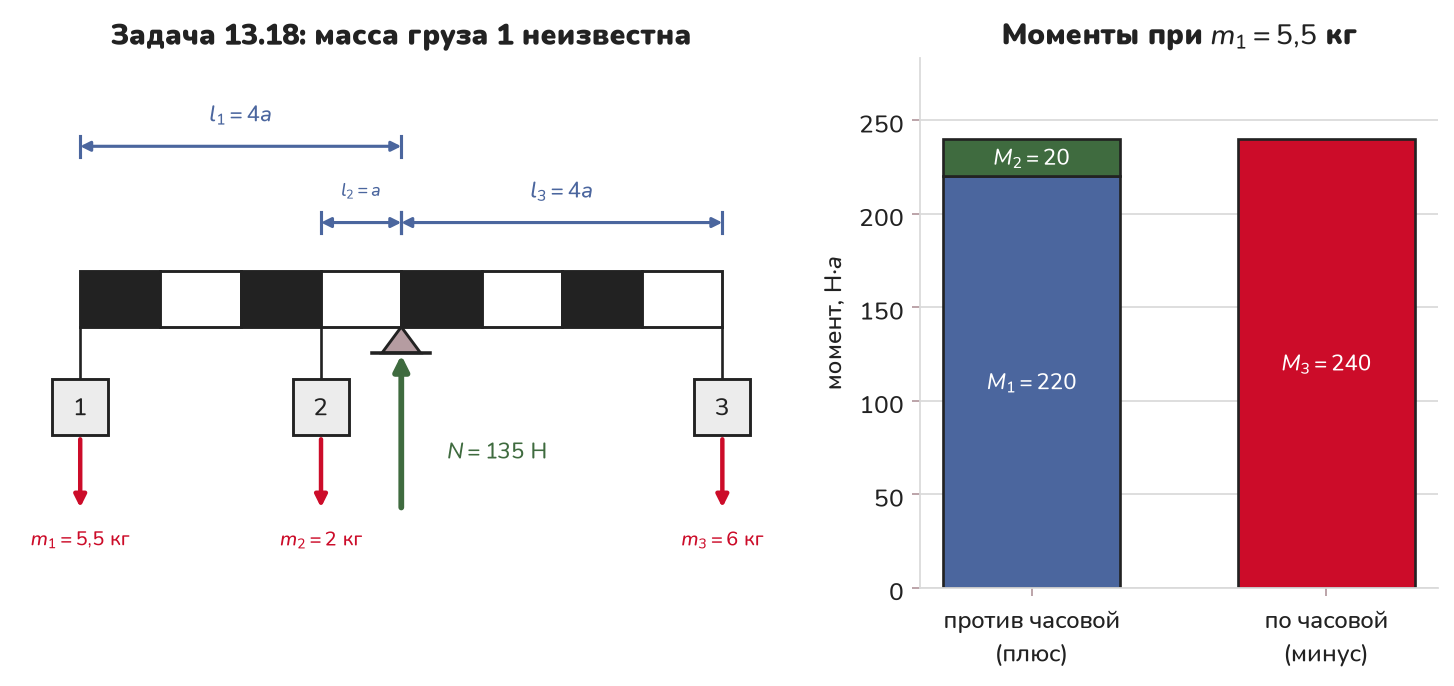 Задача 13.18: масса груза 1 неизвестна
l₁ = 4a
l₂ = a
l₃ = 4a
1
2
3
N = 135 Н
m₁ = 5,5 кг
m₂ = 2 кг
m₃ = 6 кг
Моменты при m₁ = 5,5 кг
момент, Н·a
250
200
150
100
50
0
M₂ = 20
M₁ = 220
M₃ = 240
против часовой
(плюс)
по часовой
(минус)